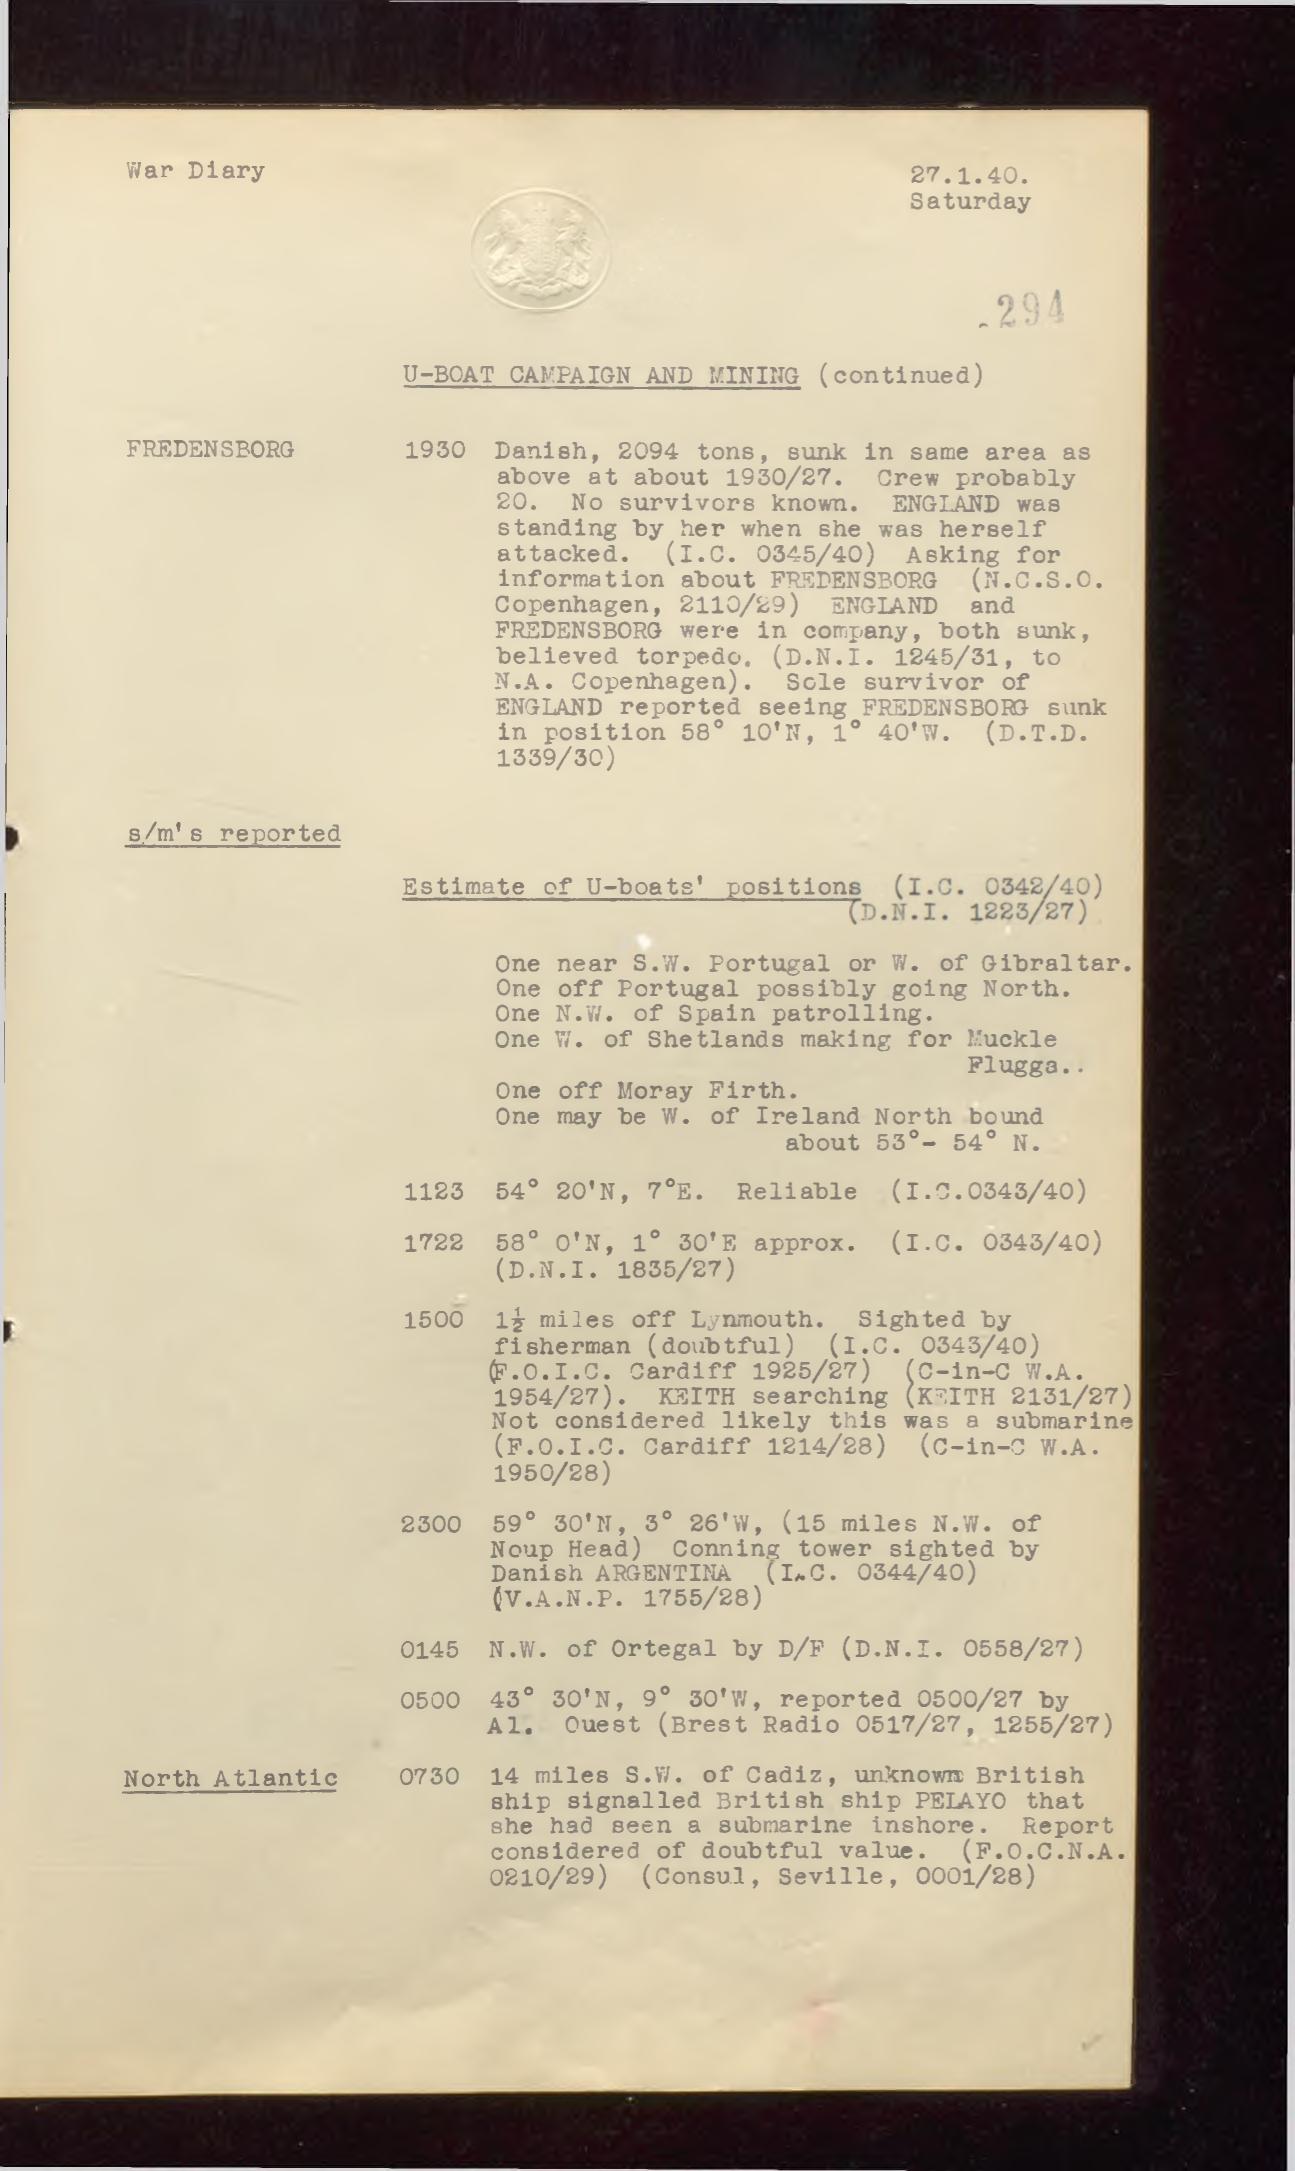 War Diary
27.1.40.
Saturday
294
U-BOAT CAMPAIGN AND MINING (continued)
FREDENSBORG 1930 Danish, 2094 tons, sunk in same area as
above at about 1930/27. Crew probably
20. No survivors known. ENGLAND was
standing by her when she was herself
attacked. (I.C. 0345/40) Asking for
information about FREDENSBORG (N.C.S.O.
Copenhagen, 2110/29) ENGLAND and
FREDENSBORG were in company, both sunk,
believed torpedo. (D.N.I. 1245/31, to
N.A. Copenhagen). Sole survivor of
ENGLAND reported seeing FREDENSBORG sunk
in position 58° 10'N, 1° 40'W. (D.T.D.
1339/30)
s/m's reported
Estimate of U-boats' positions (I.C. 0342/40)
(D.N.I. 1223/27)
One near S.W. Portugal or W. of Gibraltar.
One off Portugal possibly going North.
One N.W. of Spain patrolling.
One W. of Shetlands making for Muckle
Flugga..
One off Moray Firth.
One may be W. of Ireland North bound
about 53°- 54° N.
1123 54° 20'N, 7°E. Reliable (I.C.0343/40)
1722 58° 0'N, 1° 30'E approx. (I.C. 0343/40)
(D.N.I. 1835/27)
1500 1½ miles off Lynmouth. Sighted by
fisherman (doubtful) (I.C. 0343/40)
(F.O.I.C. Cardiff 1925/27) (C-in-C W.A.
1954/27). KEITH searching (KEITH 2131/27)
Not considered likely this was a submarine
(F.O.I.C. Cardiff 1214/28) (C-in-C W.A.
1950/28)
2300 59° 30'N, 3° 26'W, (15 miles N.W. of
Noup Head) Conning tower sighted by
Danish ARGENTINA (I.C. 0344/40)
(V.A.N.P. 1755/28)
0145 N.W. of Ortegal by D/F (D.N.I. 0558/27)
0500 43° 30'N, 9° 30'W, reported 0500/27 by
Al. Ouest (Brest Radio 0517/27, 1255/27)
North Atlantic 0730 14 miles S.W. of Cadiz, unknown British
ship signalled British ship PELAYO that
she had seen a submarine inshore. Report
considered of doubtful value. (F.O.C.N.A.
0210/29) (Consul, Seville, 0001/28)